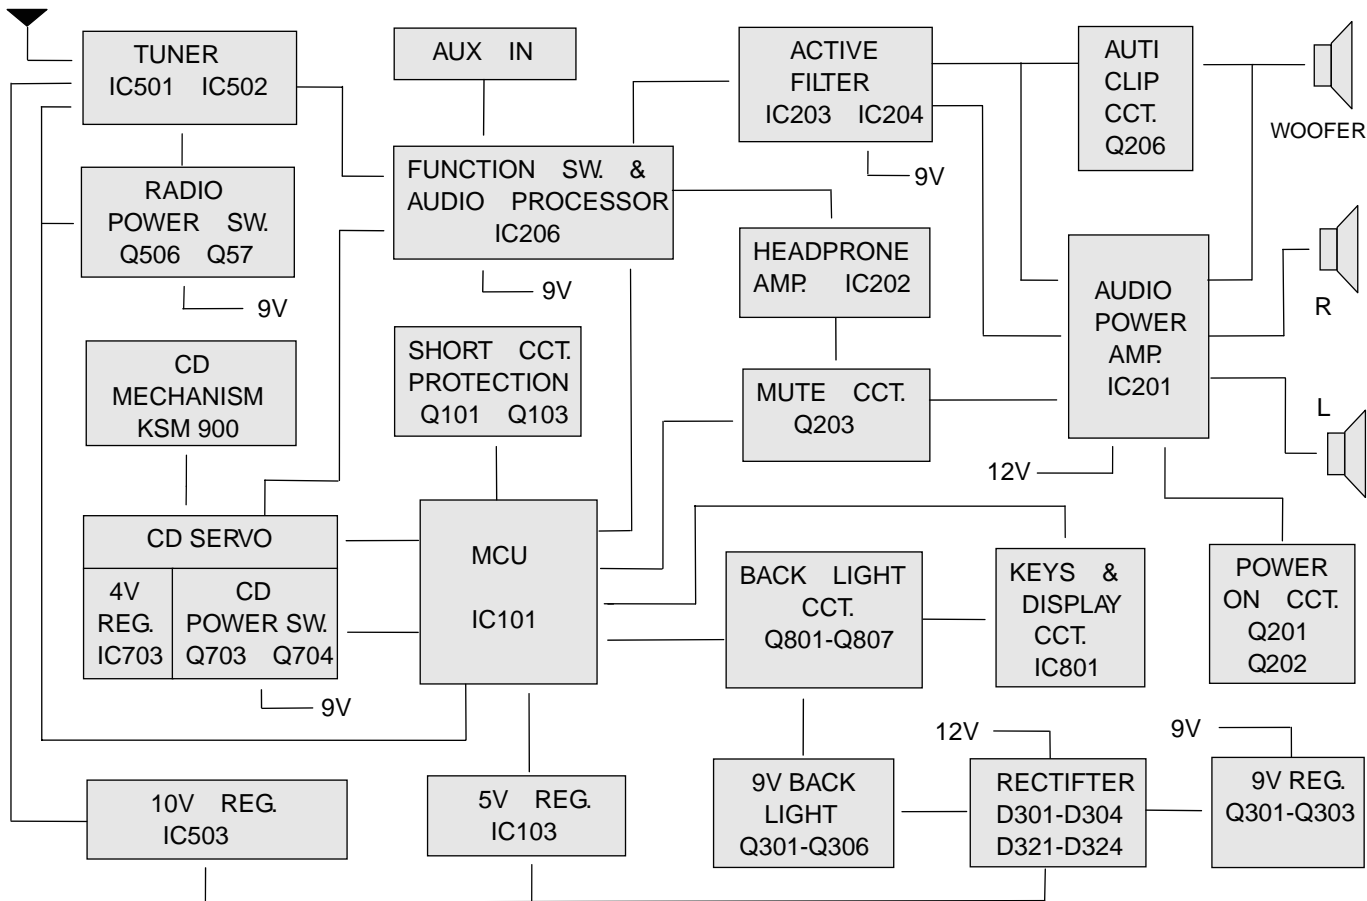 TUNER
IC501 IC502
AUX IN
ACTIVE
FILTER
IC203 IC204
9V
AUTI
CLIP
CCT.
Q206
WOOFER
RADIO
POWER SW.
Q506 Q57
9V
FUNCTION SW. &
AUDIO PROCESSOR
IC206
9V
HEADPRONE
AMP. IC202
AUDIO
POWER
AMP.
IC201
R
L
12V
CD
MECHANISM
KSM 900
SHORT CCT.
PROTECTION
Q101 Q103
MUTE CCT.
Q203
CD SERVO
4V
REG.
IC703
CD
POWER SW.
Q703 Q704
9V
MCU
IC101
BACK LIGHT
CCT.
Q801-Q807
KEYS &
DISPLAY
CCT.
IC801
POWER
ON CCT.
Q201
Q202
10V REG.
IC503
5V REG.
IC103
9V BACK
LIGHT
Q301-Q306
12V
RECTIFTER
D301-D304
D321-D324
9V
9V REG.
Q301-Q303